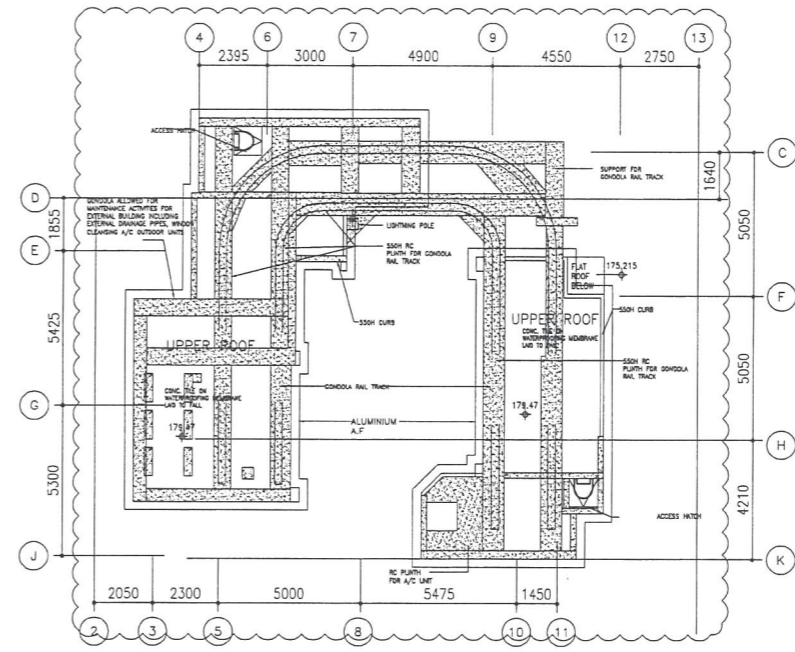 4 6 7 9 12 13
2395 3000 4900 4550 2750
ACCESS HATCH
C
SUPPORT FOR
GONDOLA RAIL TRACK
1640
D
GONDOLA ALLOWED FOR
MAINTENANCE ACTIVITIES FOR
EXTERNAL BUILDING INCLUDING
EXTERNAL DRAINAGE PIPES, WINDOW
CLEANSING A/C OUTDOOR UNITS
1855
5050
LIGHTNING POLE
E
550H RC
PLINTH FOR GONDOLA
RAIL TRACK
FLAT
ROOF
BELOW
175,215
F
550H CURB
550H CURB
UPPER ROOF
CONC. TILE ON
WATERPROOFING MEMBRANE
LAID TO FALL
UPPER ROOF
5425
5050
550H RC
PLINTH FOR GONDOLA
RAIL TRACK
GONDOLA RAIL TRACK
CONC. TILE ON
WATERPROOFING MEMBRANE
LAID TO FALL
G
179.47
ALUMINIUM
A.F
179.47
H
5300
4210
ACCESS HATCH
J
K
RC PLINTH
FOR A/C UNIT
2050 2300 5000 5475 1450
2 3 5 8 10 11